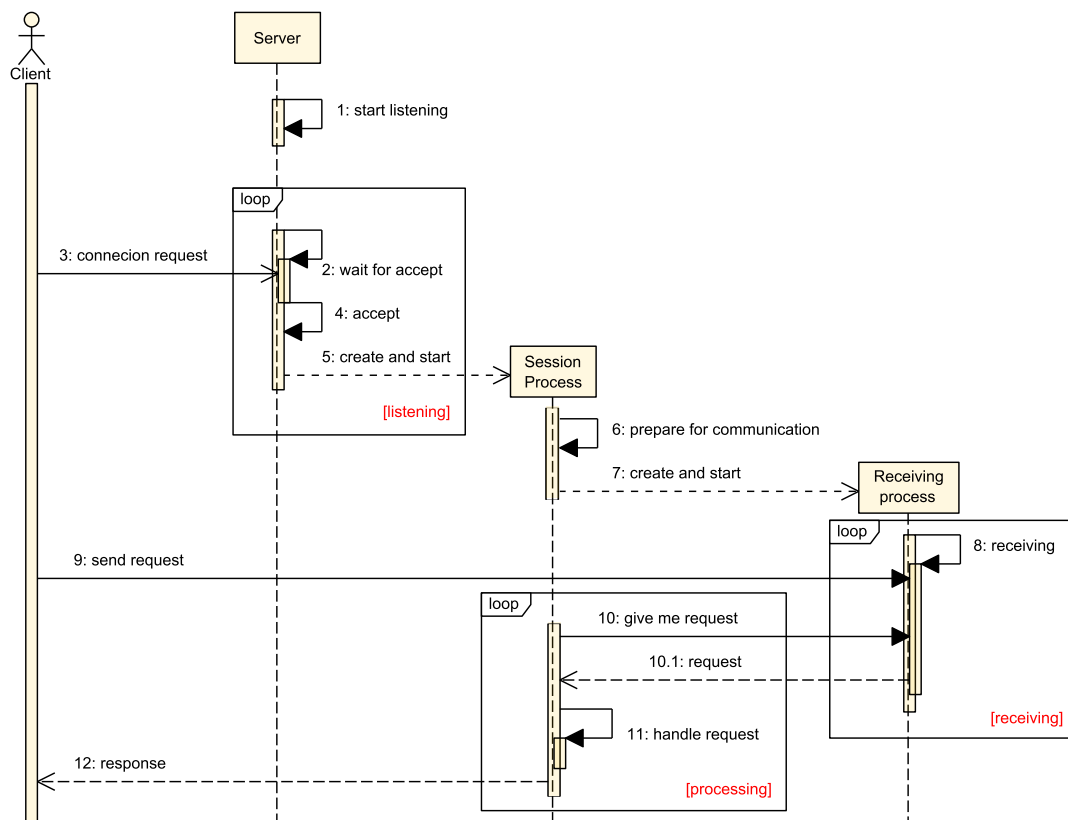 Client
Server
1: start listening
loop
3: connecion request
2: wait for accept
4: accept
5: create and start
[listening]
Session
Process
6: prepare for communication
7: create and start
Receiving
process
loop
8: receiving
9: send request
loop
10: give me request
10.1: request
[receiving]
11: handle request
12: response
[processing]